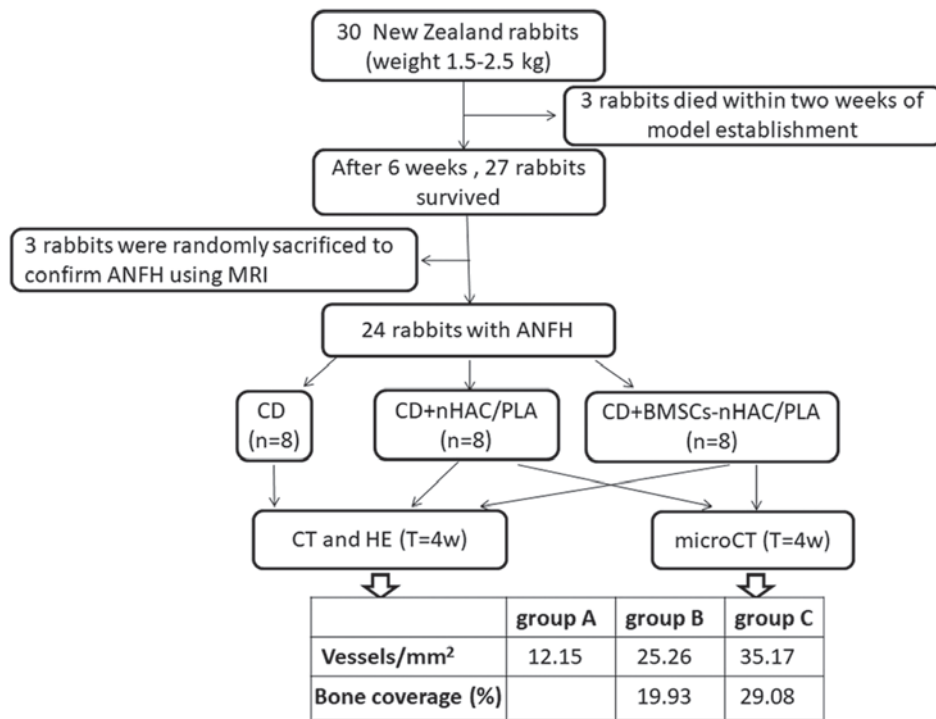 30 New Zealand rabbits
(weight 1.5-2.5 kg)
3 rabbits died within two weeks of
model establishment
After 6 weeks , 27 rabbits
survived
3 rabbits were randomly sacrificed to
confirm ANFH using MRI
24 rabbits with ANFH
CD
(n=8)
CD+nHAC/PLA
(n=8)
CD+BMSCs-nHAC/PLA
(n=8)
CT and HE (T=4w)
microCT (T=4w)
group A group B group C
Vessels/mm² 12.15 25.26 35.17
Bone coverage (%) 19.93 29.08